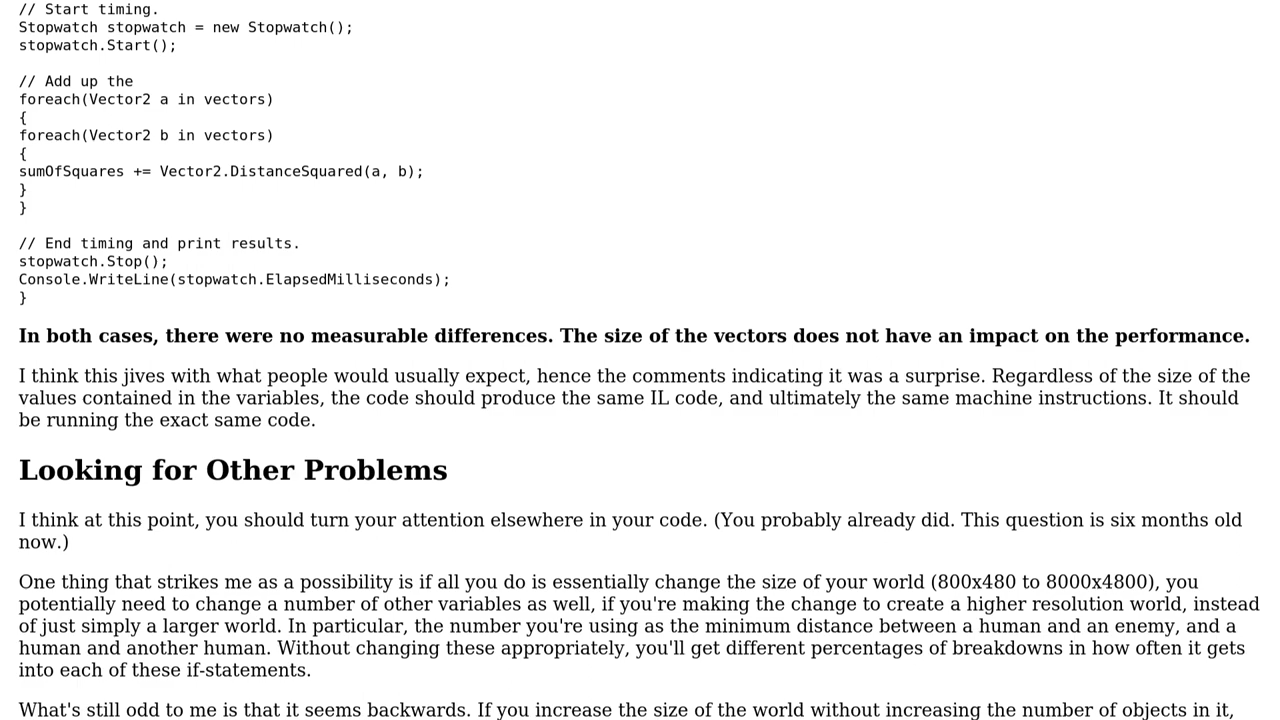 // Start timing.
Stopwatch stopwatch = new Stopwatch();
stopwatch.Start();
// Add up the
foreach(Vector2 a in vectors)
{
foreach(Vector2 b in vectors)
{
sumOfSquares += Vector2.DistanceSquared(a, b);
}
}
// End timing and print results.
stopwatch.Stop();
Console.WriteLine(stopwatch.ElapsedMilliseconds);
}
In both cases, there were no measurable differences. The size of the vectors does not have an impact on the performance.
I think this jives with what people would usually expect, hence the comments indicating it was a surprise. Regardless of the size of the
values contained in the variables, the code should produce the same IL code, and ultimately the same machine instructions. It should
be running the exact same code.
Looking for Other Problems
I think at this point, you should turn your attention elsewhere in your code. (You probably already did. This question is six months old
now.)
One thing that strikes me as a possibility is if all you do is essentially change the size of your world (800x480 to 8000x4800), you
potentially need to change a number of other variables as well, if you're making the change to create a higher resolution world, instead
of just simply a larger world. In particular, the number you're using as the minimum distance between a human and an enemy, and a
human and another human. Without changing these appropriately, you'll get different percentages of breakdowns in how often it gets
into each of these if-statements.
What's still odd to me is that it seems backwards. If you increase the size of the world without increasing the number of objects in it,